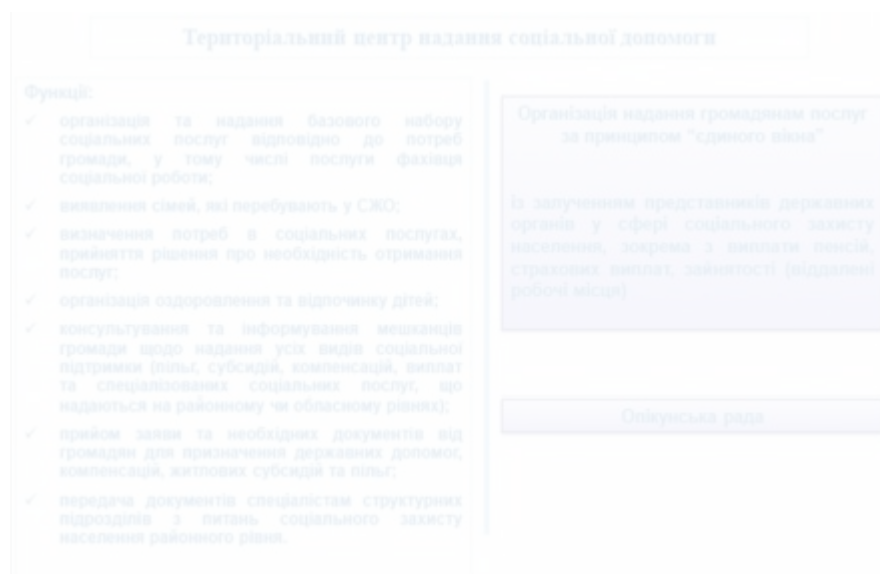 Територіальний центр надання соціальної допомоги
Функції:
✓ організація та надання базового набору
соціальних послуг відповідно до потреб
громади, у тому числі послуги фахівця
соціальної роботи;
✓ виявлення сімей, які перебувають у СЖО;
✓ визначення потреб в соціальних послугах,
прийняття рішення про необхідність отримання
послуг;
✓ організація оздоровлення та відпочинку дітей;
✓ консультування та інформування мешканців
громади щодо надання усіх видів соціальної
підтримки (пільг, субсидій, компенсацій, виплат
та спеціалізованих соціальних послуг, що
надаються на районному чи обласному рівнях);
✓ прийом заяви та необхідних документів від
громадян для призначення державних допомог,
компенсацій, житлових субсидій та пільг;
✓ передача документів спеціалістам структурних
підрозділів з питань соціального захисту
населення районного рівня.
Організація надання громадянам послуг
за принципом “єдиного вікна”
із залученням представників державних
органів у сфері соціального захисту
населення, зокрема з виплати пенсій,
страхових виплат, зайнятості (віддалені
робочі місця)
Опікунська рада